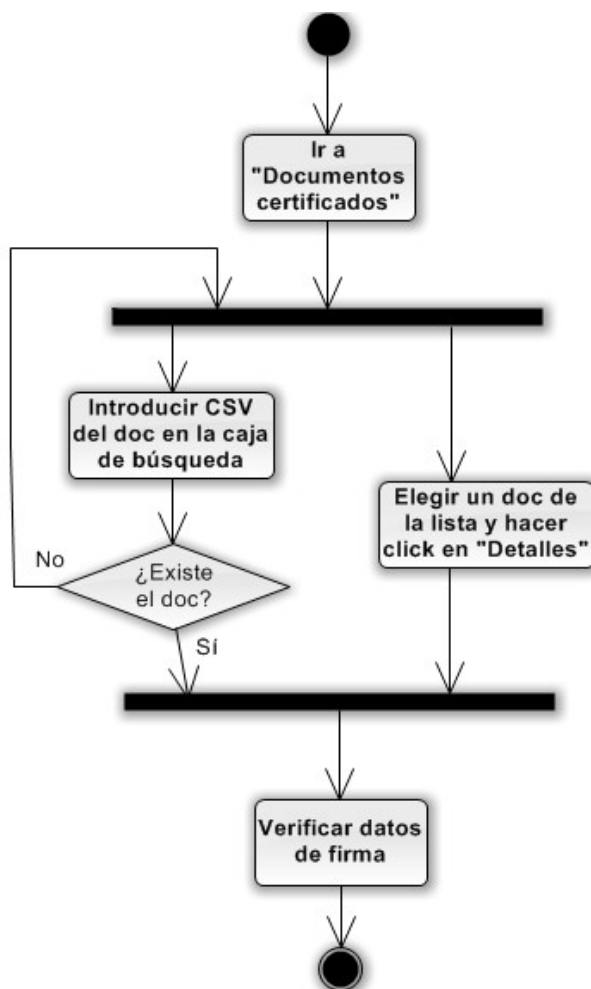 Ir a
"Documentos
certificados"
Introducir CSV
del doc en la caja
de búsqueda
Elegir un doc de
la lista y hacer
click en "Detalles"
No
¿Existe
el doc?
Sí
Verificar datos
de firma